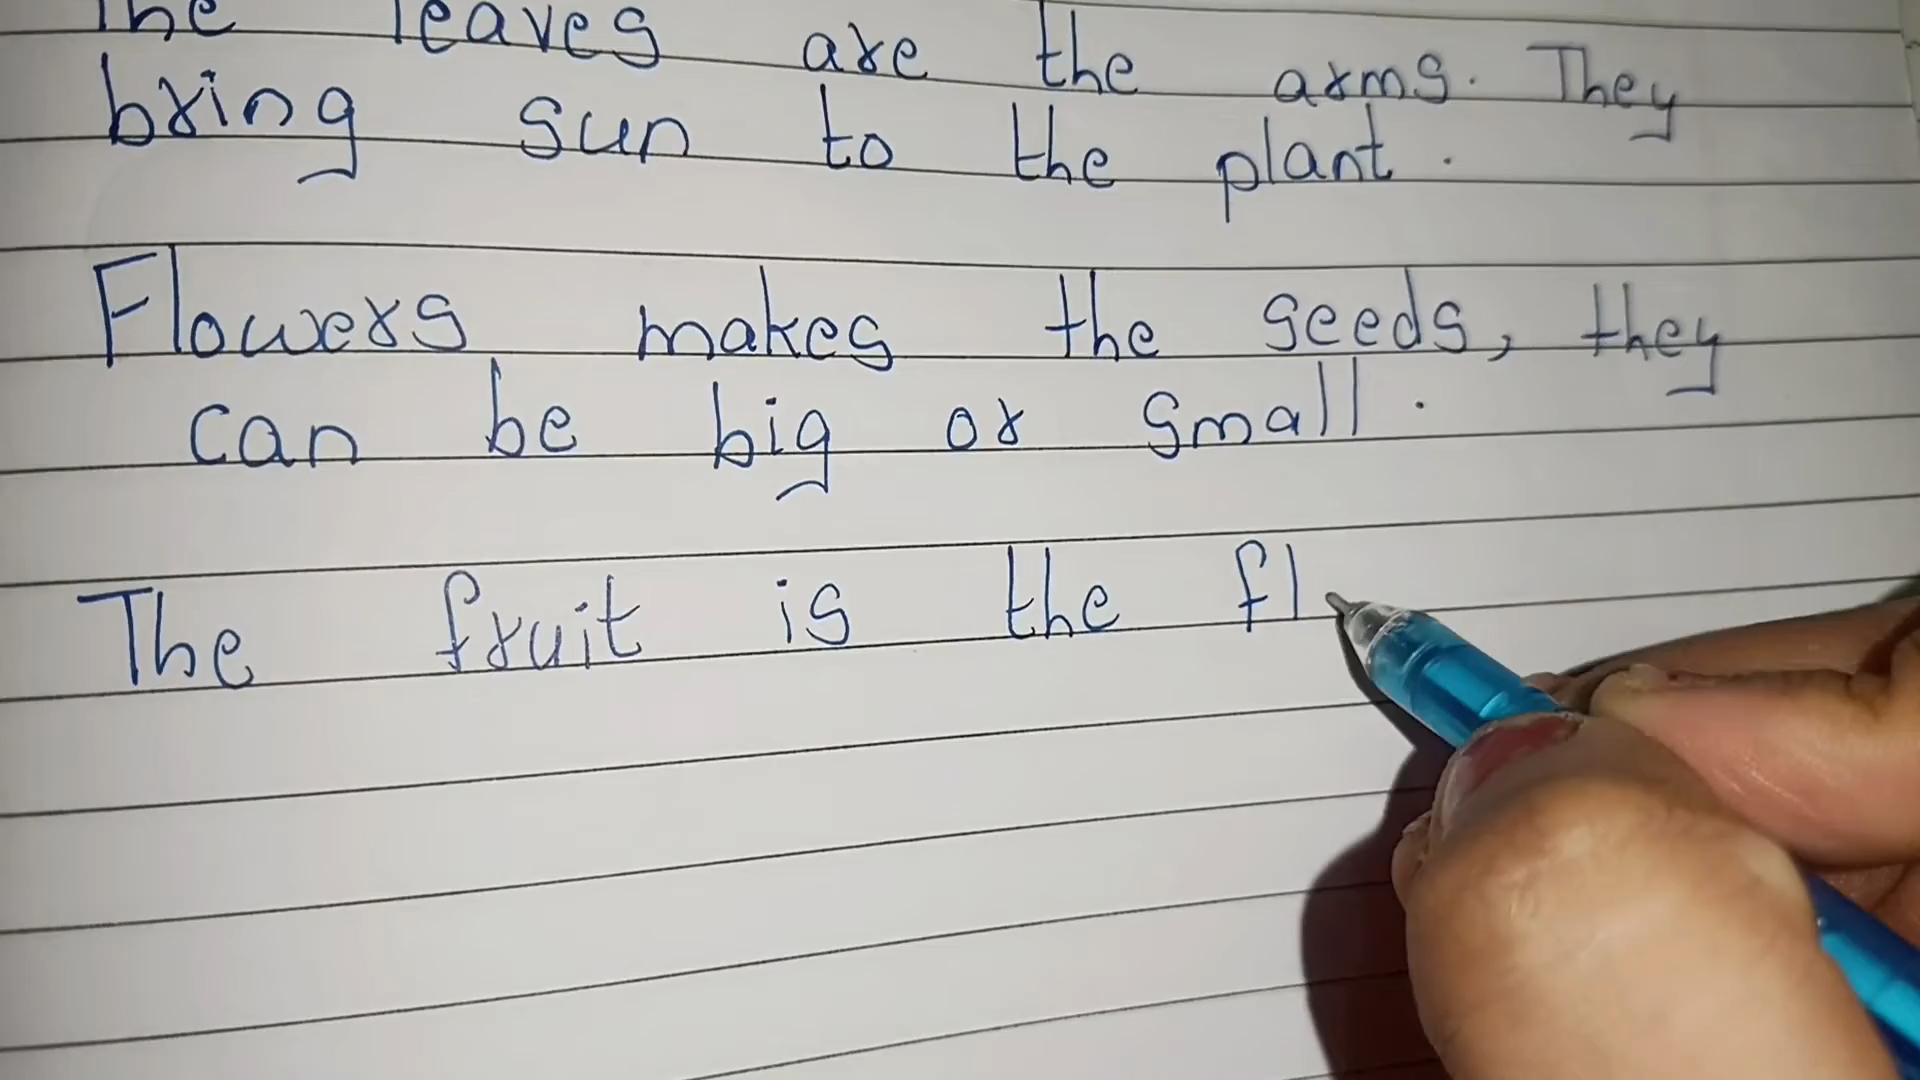 The leaves are the arms. They
bring sun to the plant.
Flowers makes the seeds, they
can be big or small.
The fruit is the fl